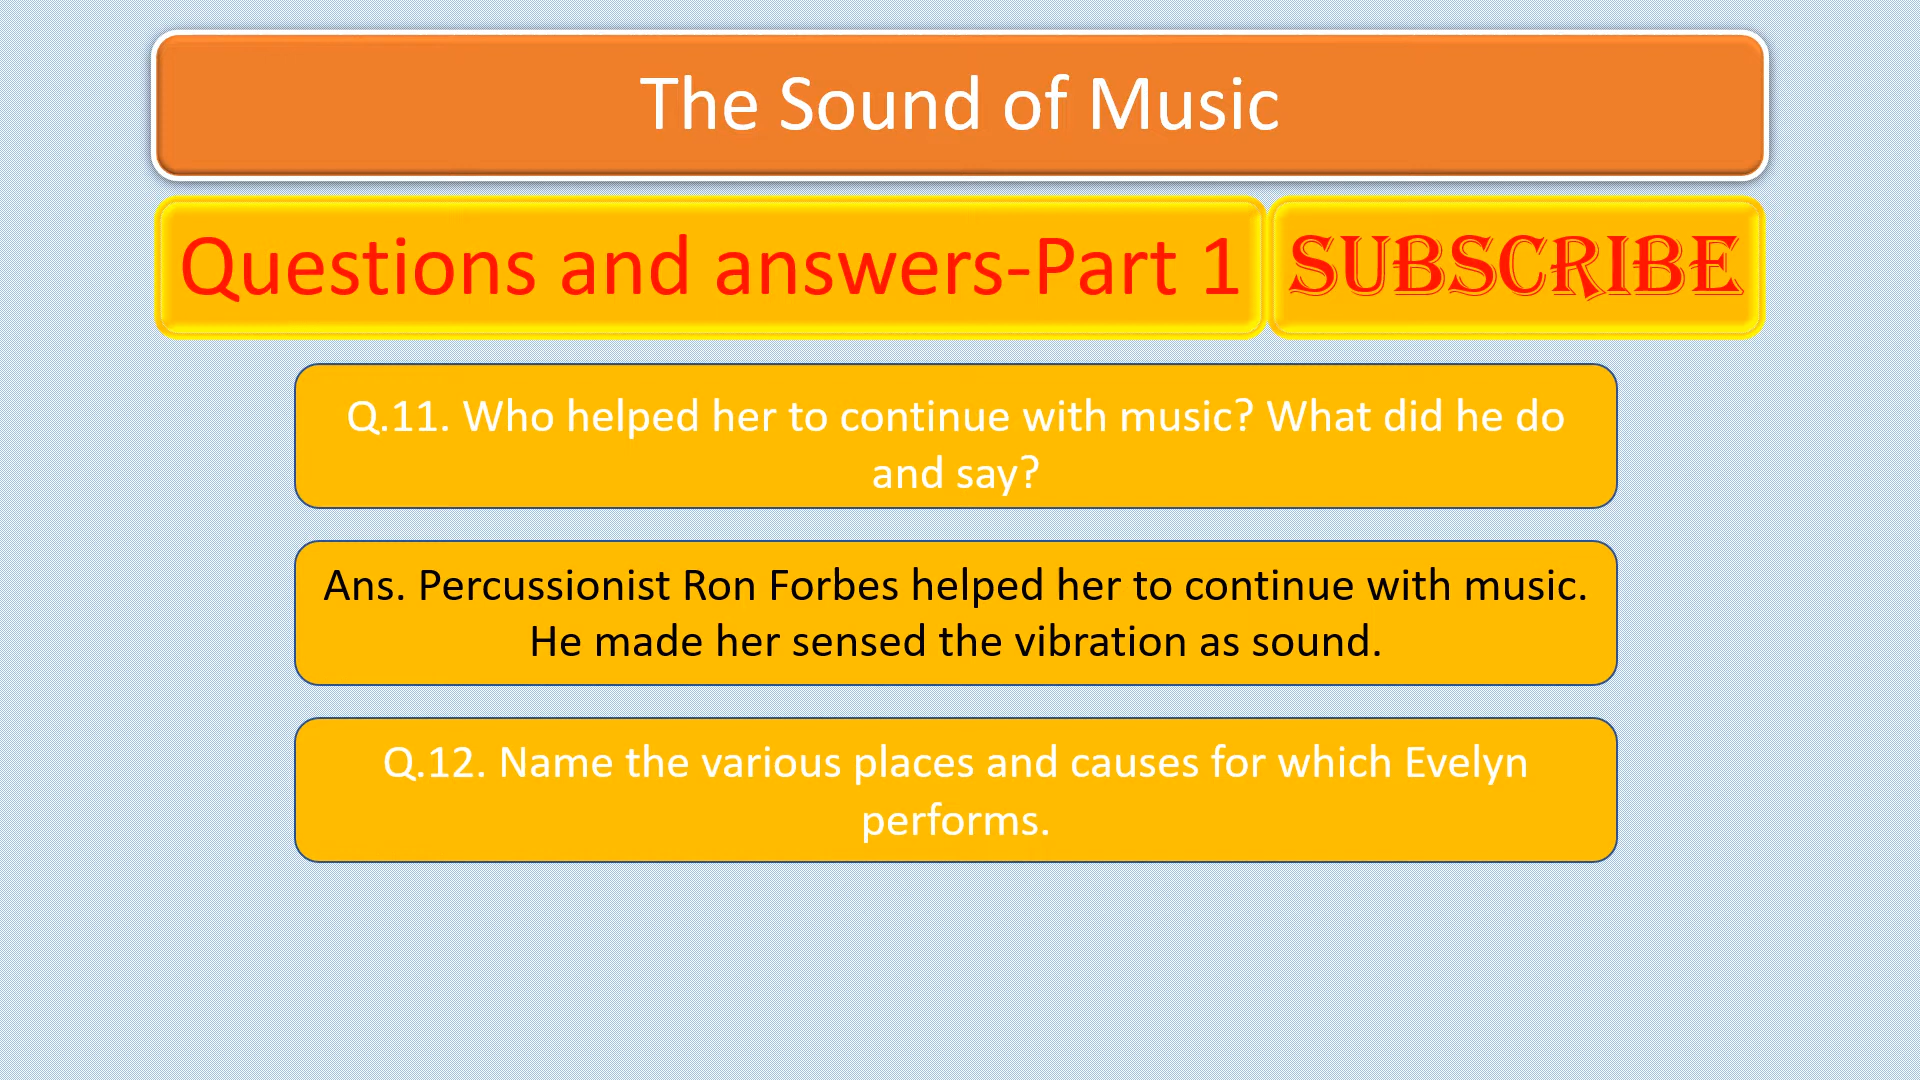 The Sound of Music
Questions and answers-Part 1
SUBSCRIBE
Q.11. Who helped her to continue with music? What did he do
and say?
Ans. Percussionist Ron Forbes helped her to continue with music.
He made her sensed the vibration as sound.
Q.12. Name the various places and causes for which Evelyn
performs.